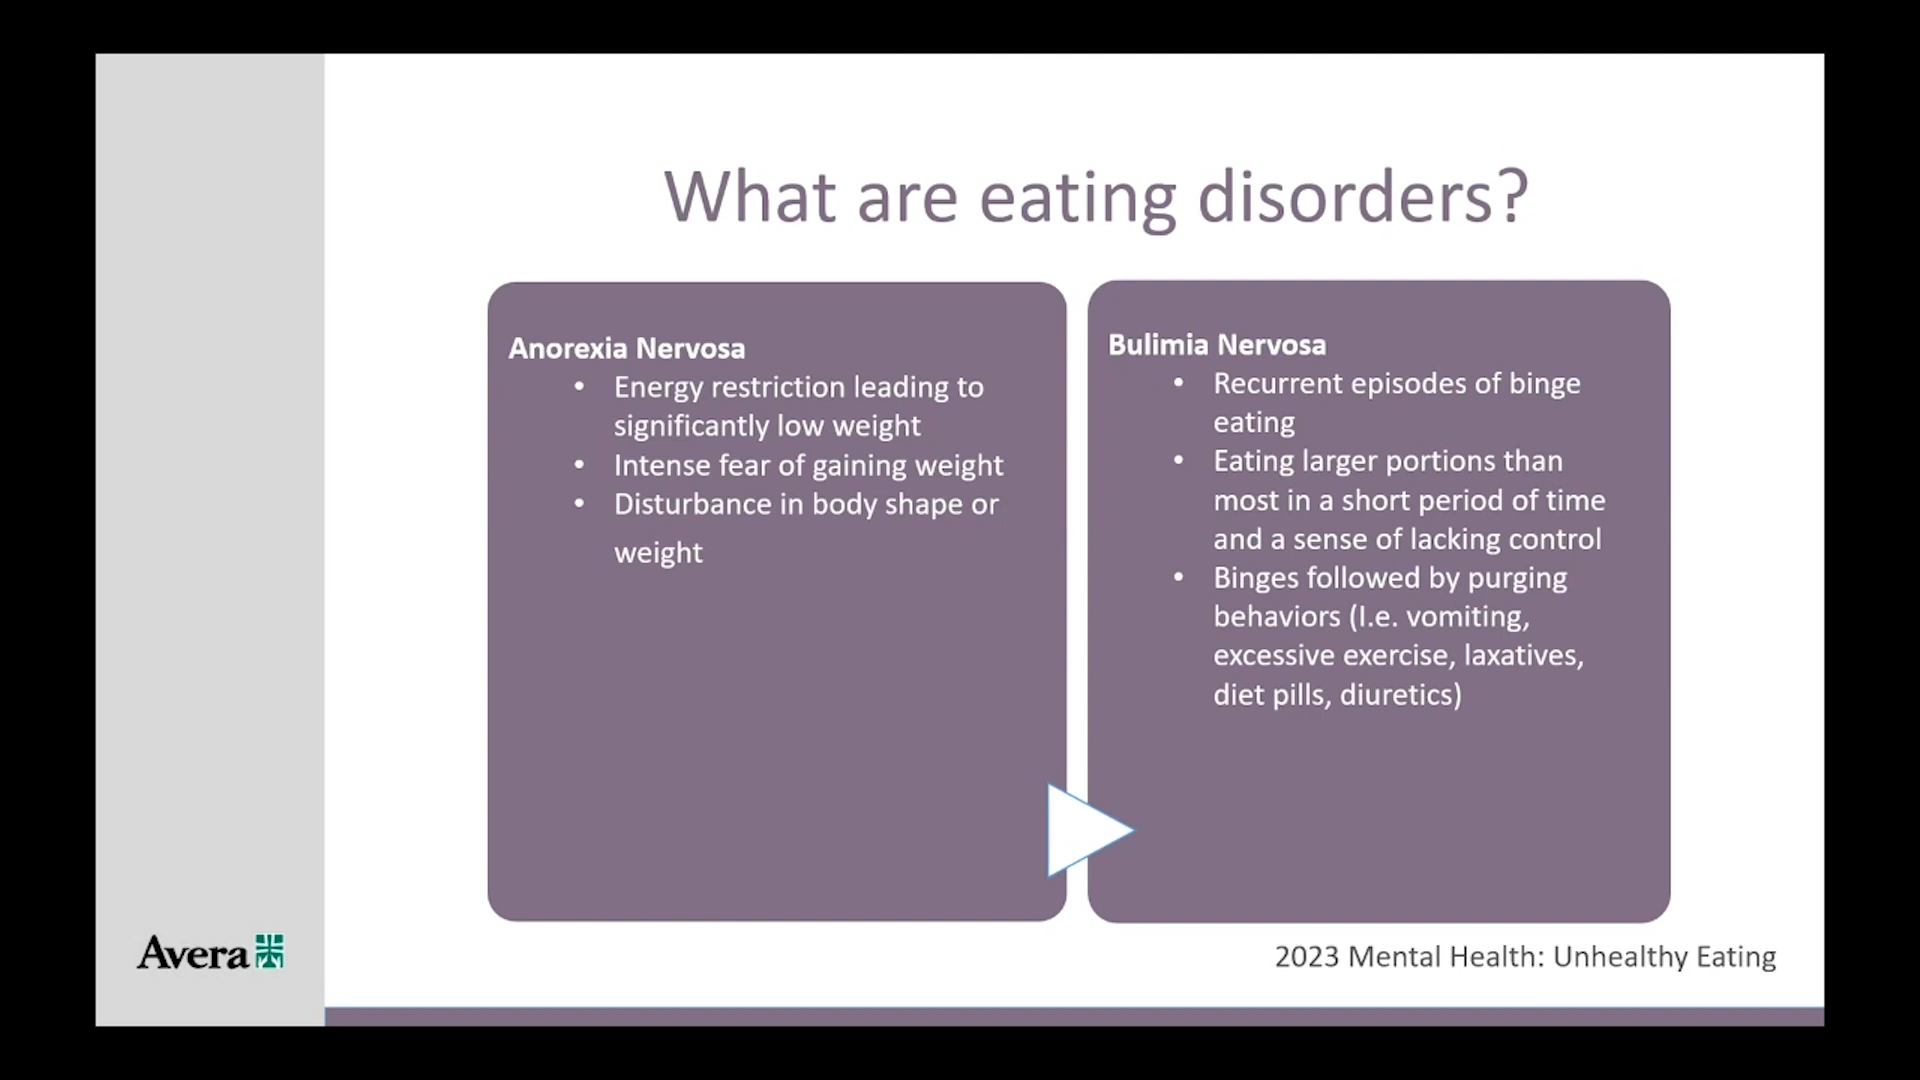 What are eating disorders?
Anorexia Nervosa
• Energy restriction leading to
significantly low weight
• Intense fear of gaining weight
• Disturbance in body shape or
weight
Bulimia Nervosa
• Recurrent episodes of binge
eating
• Eating larger portions than
most in a short period of time
and a sense of lacking control
• Binges followed by purging
behaviors (I.e. vomiting,
excessive exercise, laxatives,
diet pills, diuretics)
Avera
2023 Mental Health: Unhealthy Eating